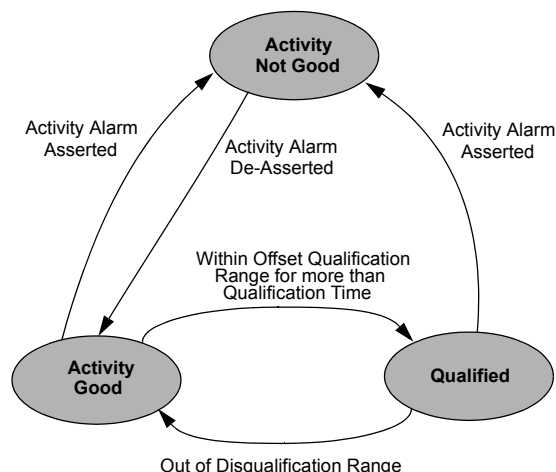 Activity
Not Good
Activity Alarm
Asserted
Activity Alarm
De-Asserted
Activity Alarm
Asserted
Within Offset Qualification
Range for more than
Qualification Time
Activity
Good
Qualified
Out of Disqualification Range